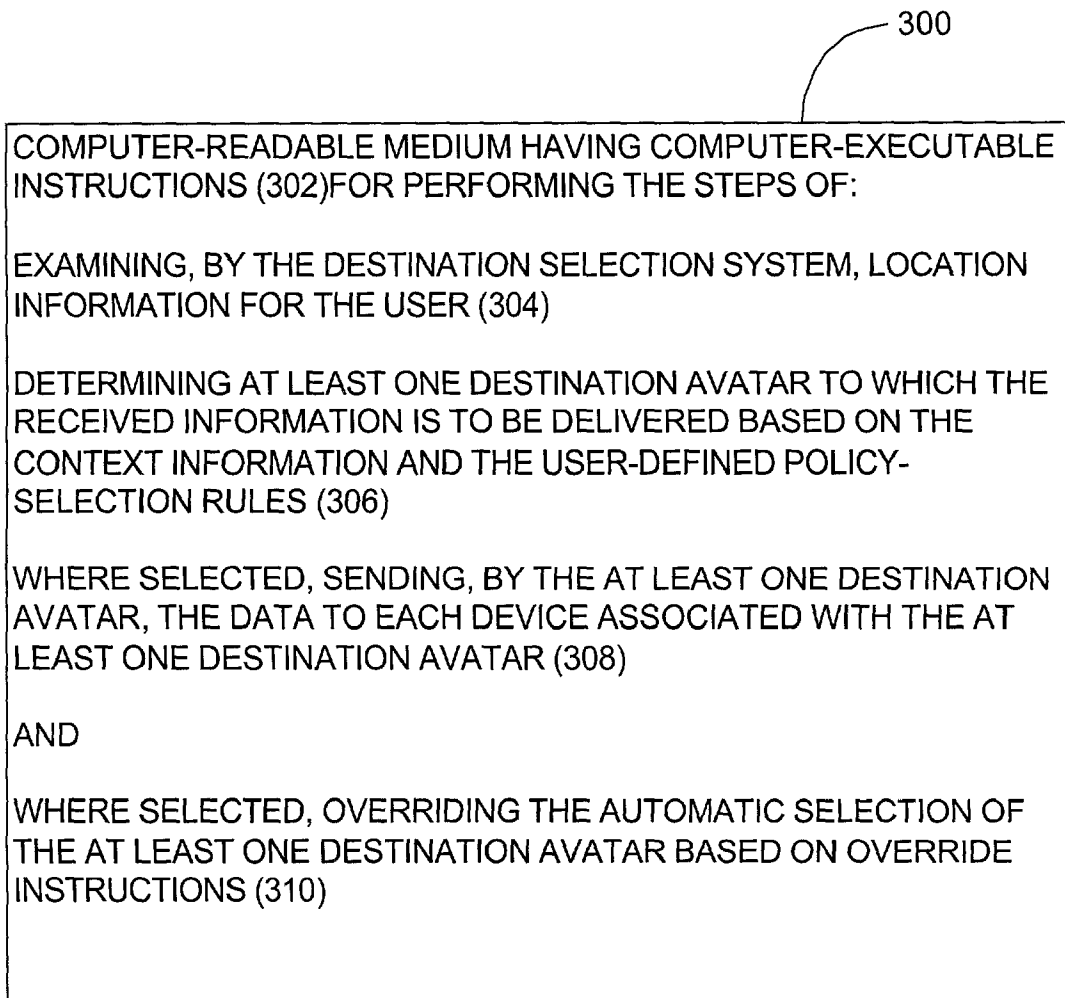 300
COMPUTER-READABLE MEDIUM HAVING COMPUTER-EXECUTABLE
INSTRUCTIONS (302)FOR PERFORMING THE STEPS OF:
EXAMINING, BY THE DESTINATION SELECTION SYSTEM, LOCATION
INFORMATION FOR THE USER (304)
DETERMINING AT LEAST ONE DESTINATION AVATAR TO WHICH THE
RECEIVED INFORMATION IS TO BE DELIVERED BASED ON THE
CONTEXT INFORMATION AND THE USER-DEFINED POLICY-
SELECTION RULES (306)
WHERE SELECTED, SENDING, BY THE AT LEAST ONE DESTINATION
AVATAR, THE DATA TO EACH DEVICE ASSOCIATED WITH THE AT
LEAST ONE DESTINATION AVATAR (308)
AND
WHERE SELECTED, OVERRIDING THE AUTOMATIC SELECTION OF
THE AT LEAST ONE DESTINATION AVATAR BASED ON OVERRIDE
INSTRUCTIONS (310)